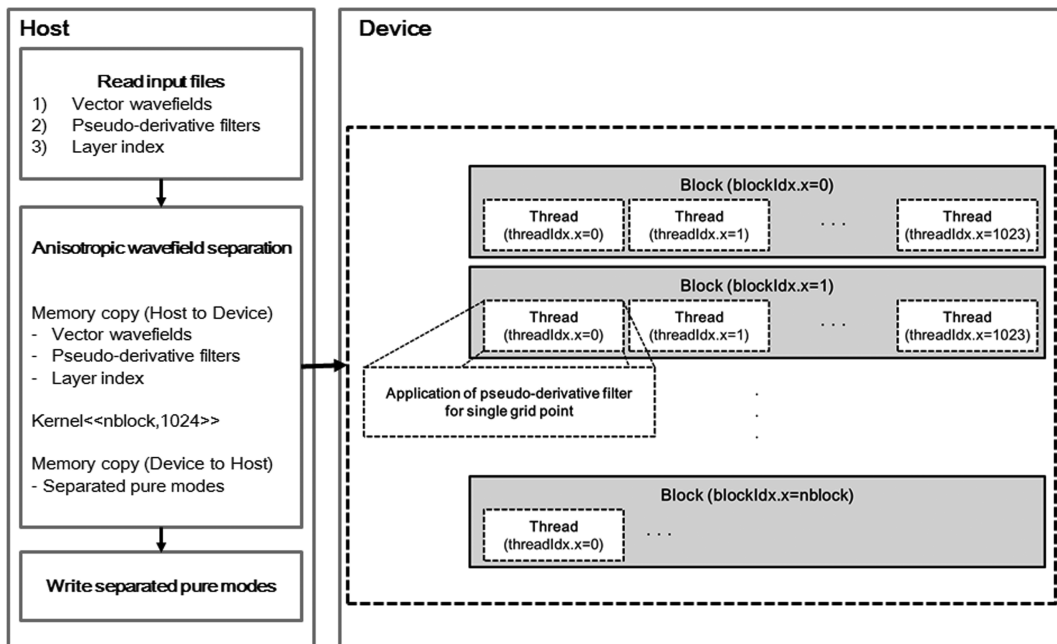 Host
Read input files
1) Vector wavefields
2) Pseudo-derivative filters
3) Layer index
Anisotropic wavefield separation
Memory copy (Host to Device)
- Vector wavefields
- Pseudo-derivative filters
- Layer index
Kernel<<nblock,1024>>
Memory copy (Device to Host)
- Separated pure modes
Write separated pure modes
Device
Block (blockIdx.x=0)
Thread
(threadIdx.x=0)
Thread
(threadIdx.x=1)
. . .
Thread
(threadIdx.x=1023)
Block (blockIdx.x=1)
Thread
(threadIdx.x=0)
Thread
(threadIdx.x=1)
. . .
Thread
(threadIdx.x=1023)
Application of pseudo-derivative filter
for single grid point
.
.
.
Block (blockIdx.x=nblock)
Thread
(threadIdx.x=0)
. . .